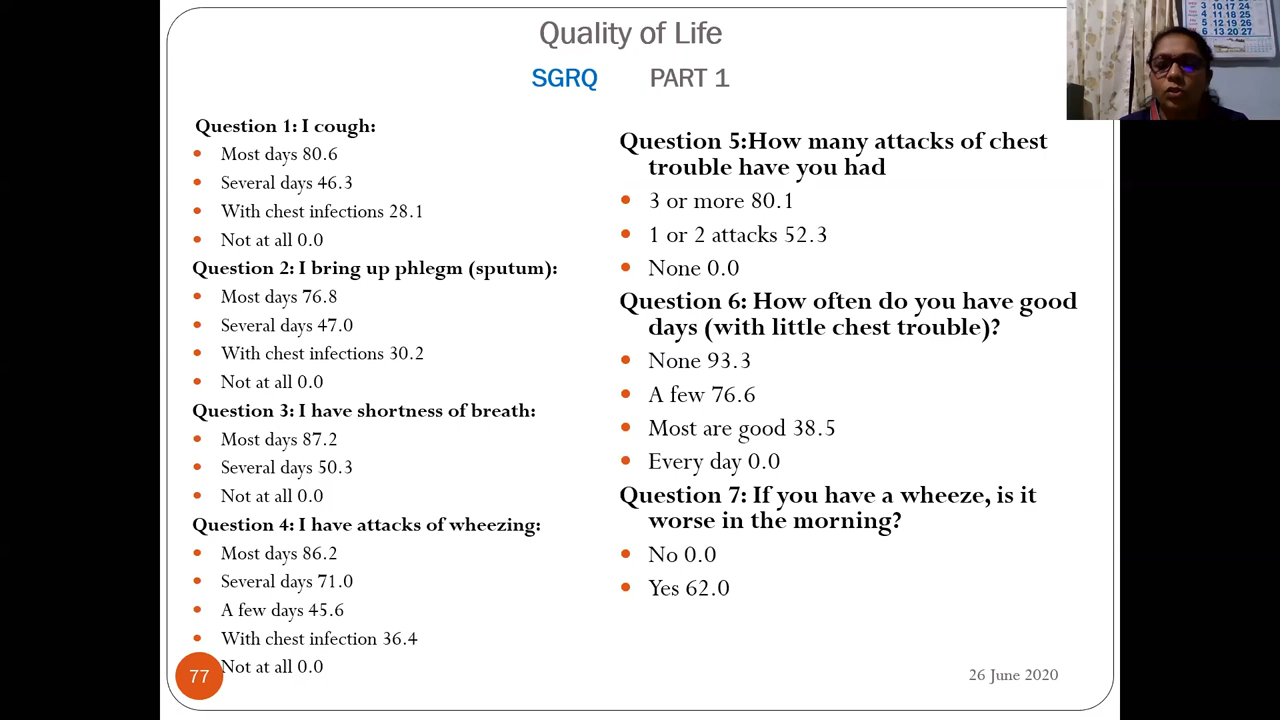 Quality of Life
SGRQ PART 1
Question 1: I cough:
Most days 80.6
Several days 46.3
With chest infections 28.1
Not at all 0.0
Question 2: I bring up phlegm (sputum):
Most days 76.8
Several days 47.0
With chest infections 30.2
Not at all 0.0
Question 3: I have shortness of breath:
Most days 87.2
Several days 50.3
Not at all 0.0
Question 4: I have attacks of wheezing:
Most days 86.2
Several days 71.0
A few days 45.6
With chest infection 36.4
Not at all 0.0
Question 5:How many attacks of chest
trouble have you had
3 or more 80.1
1 or 2 attacks 52.3
None 0.0
Question 6: How often do you have good
days (with little chest trouble)?
None 93.3
A few 76.6
Most are good 38.5
Every day 0.0
Question 7: If you have a wheeze, is it
worse in the morning?
No 0.0
Yes 62.0
77
26 June 2020